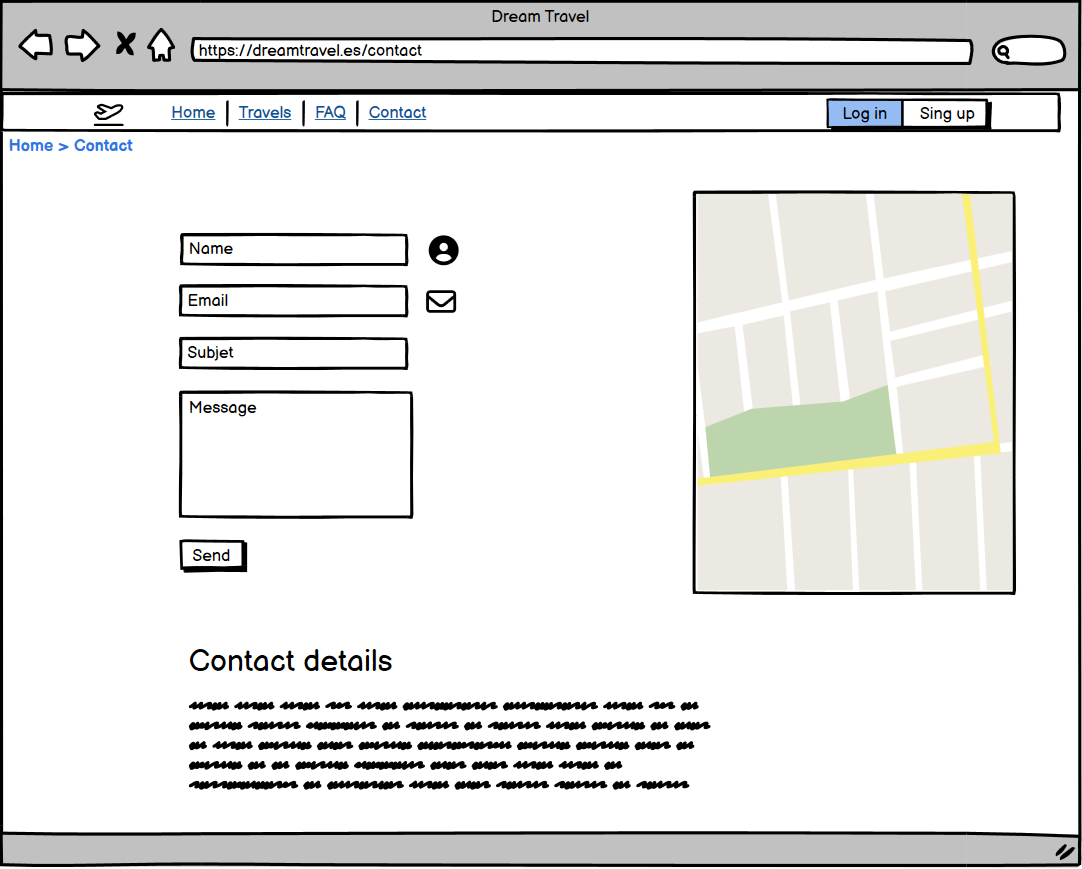 Dream Travel
https://dreamtravel.es/contact
Home Travels FAQ Contact Log in Sing up
Home > Contact
Name
Email
Subjet
Message
Send
Contact details